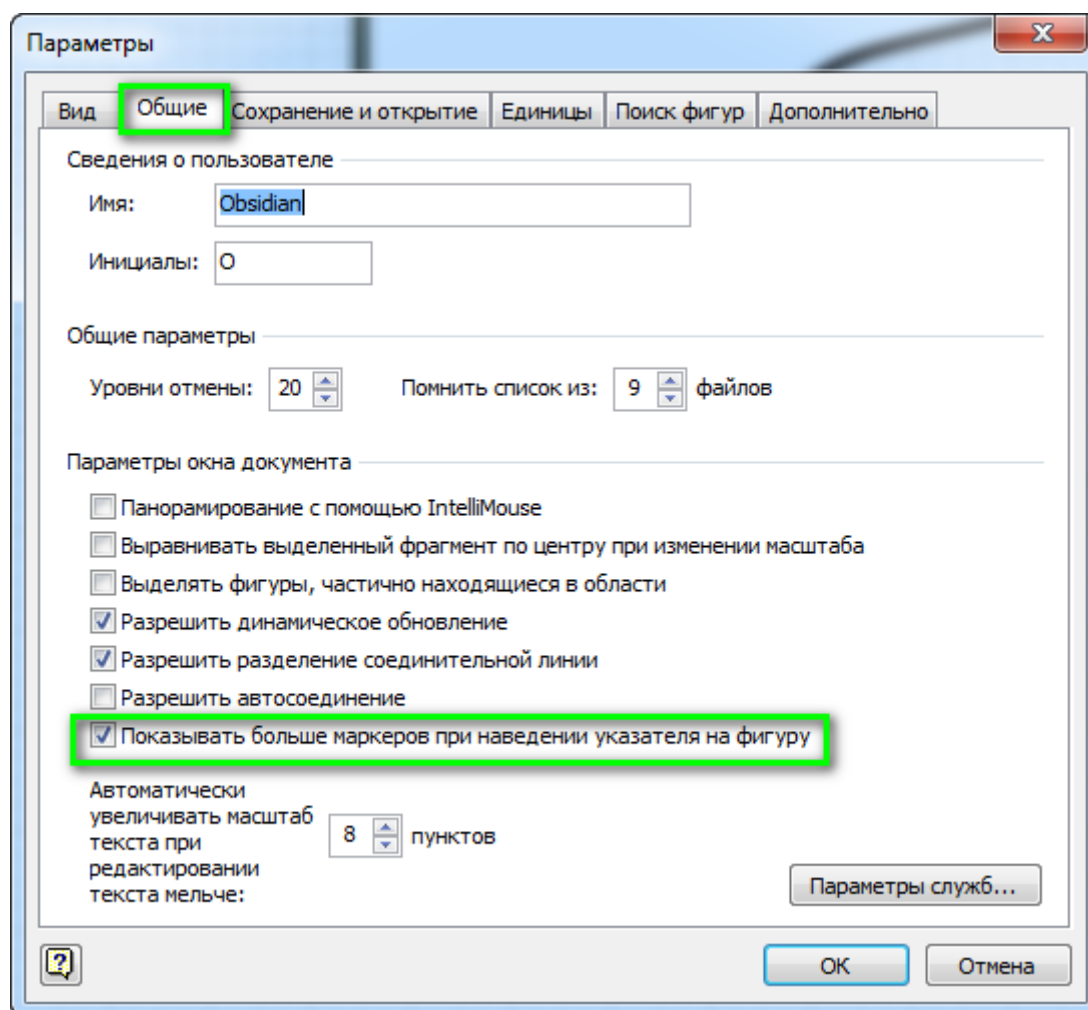 Параметры
Вид Общие Сохранение и открытие Единицы Поиск фигур Дополнительно
Сведения о пользователе
Имя: Obsidian
Инициалы: O
Общие параметры
Уровни отмены: 20 Помнить список из: 9 файлов
Параметры окна документа
Панорамирование с помощью IntelliMouse
Выравнивать выделенный фрагмент по центру при изменении масштаба
Выделять фигуры, частично находящиеся в области
Разрешить динамическое обновление
Разрешить разделение соединительной линии
Разрешить автосоединение
Показывать больше маркеров при наведении указателя на фигуру
Автоматически
увеличивать масштаб
текста при
редактировании
текста мельче:
8 пунктов
Параметры служб...
?
ОК Отмена